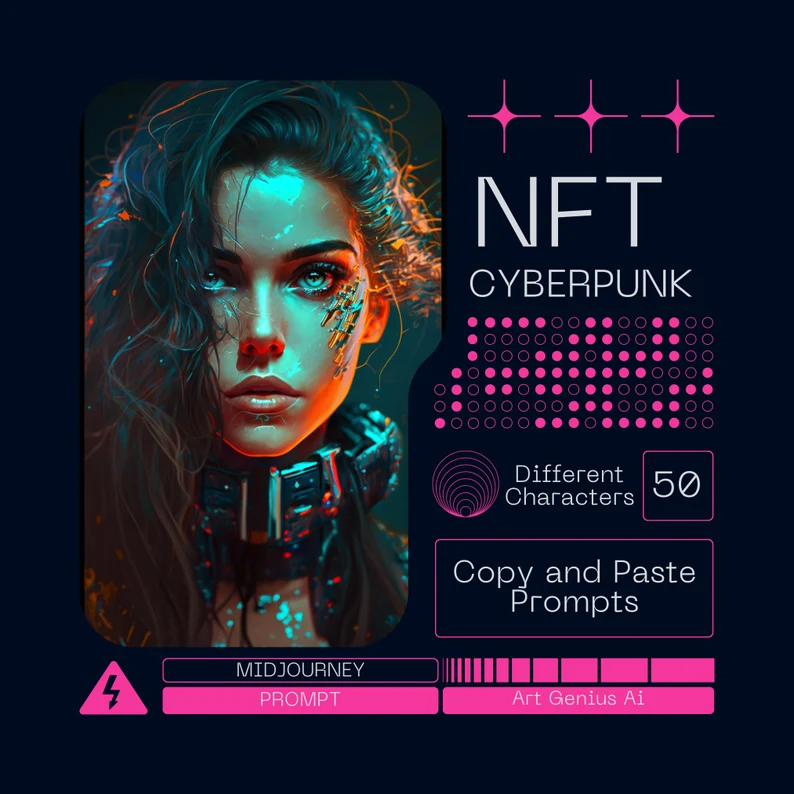 NFT
CYBERPUNK
Different
Characters
50
Copy and Paste
Prompts
MIDJOURNEY
PROMPT
Art Genius Ai